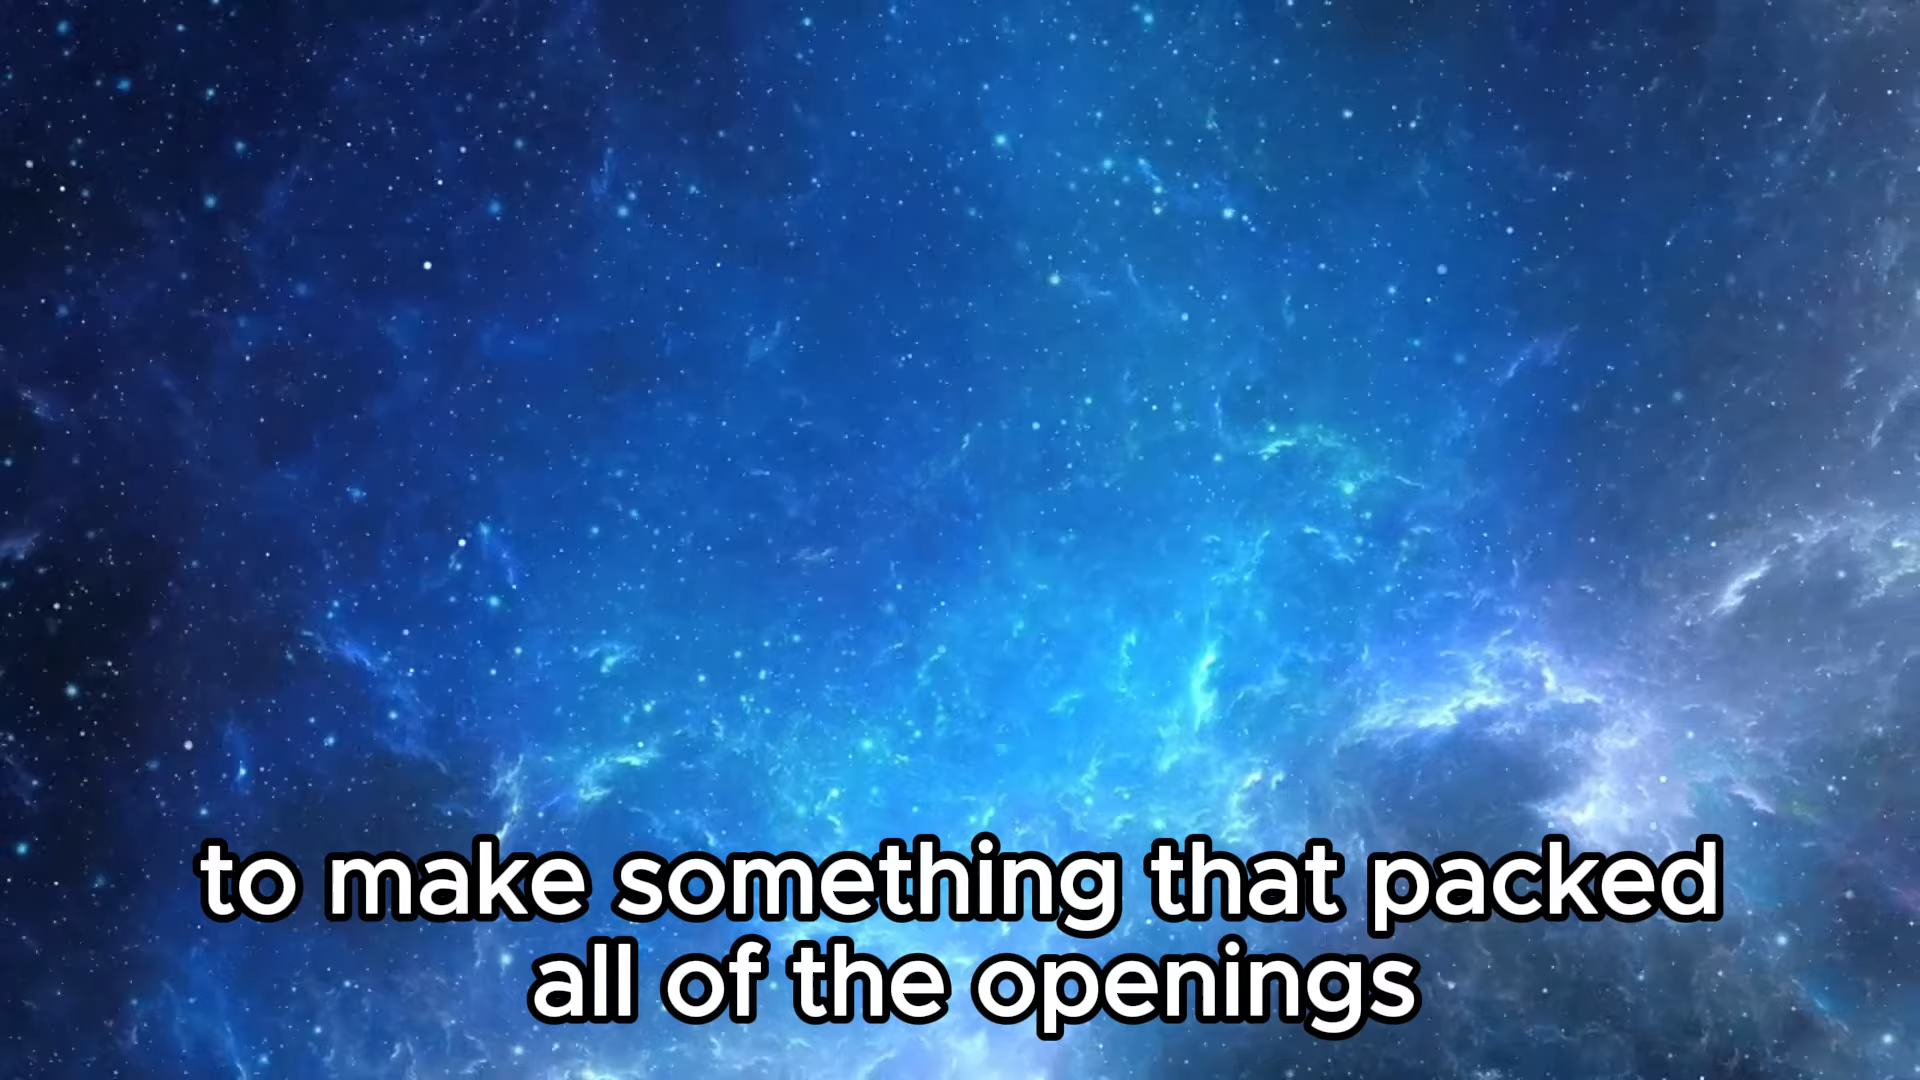 to make something that packed
all of the openings